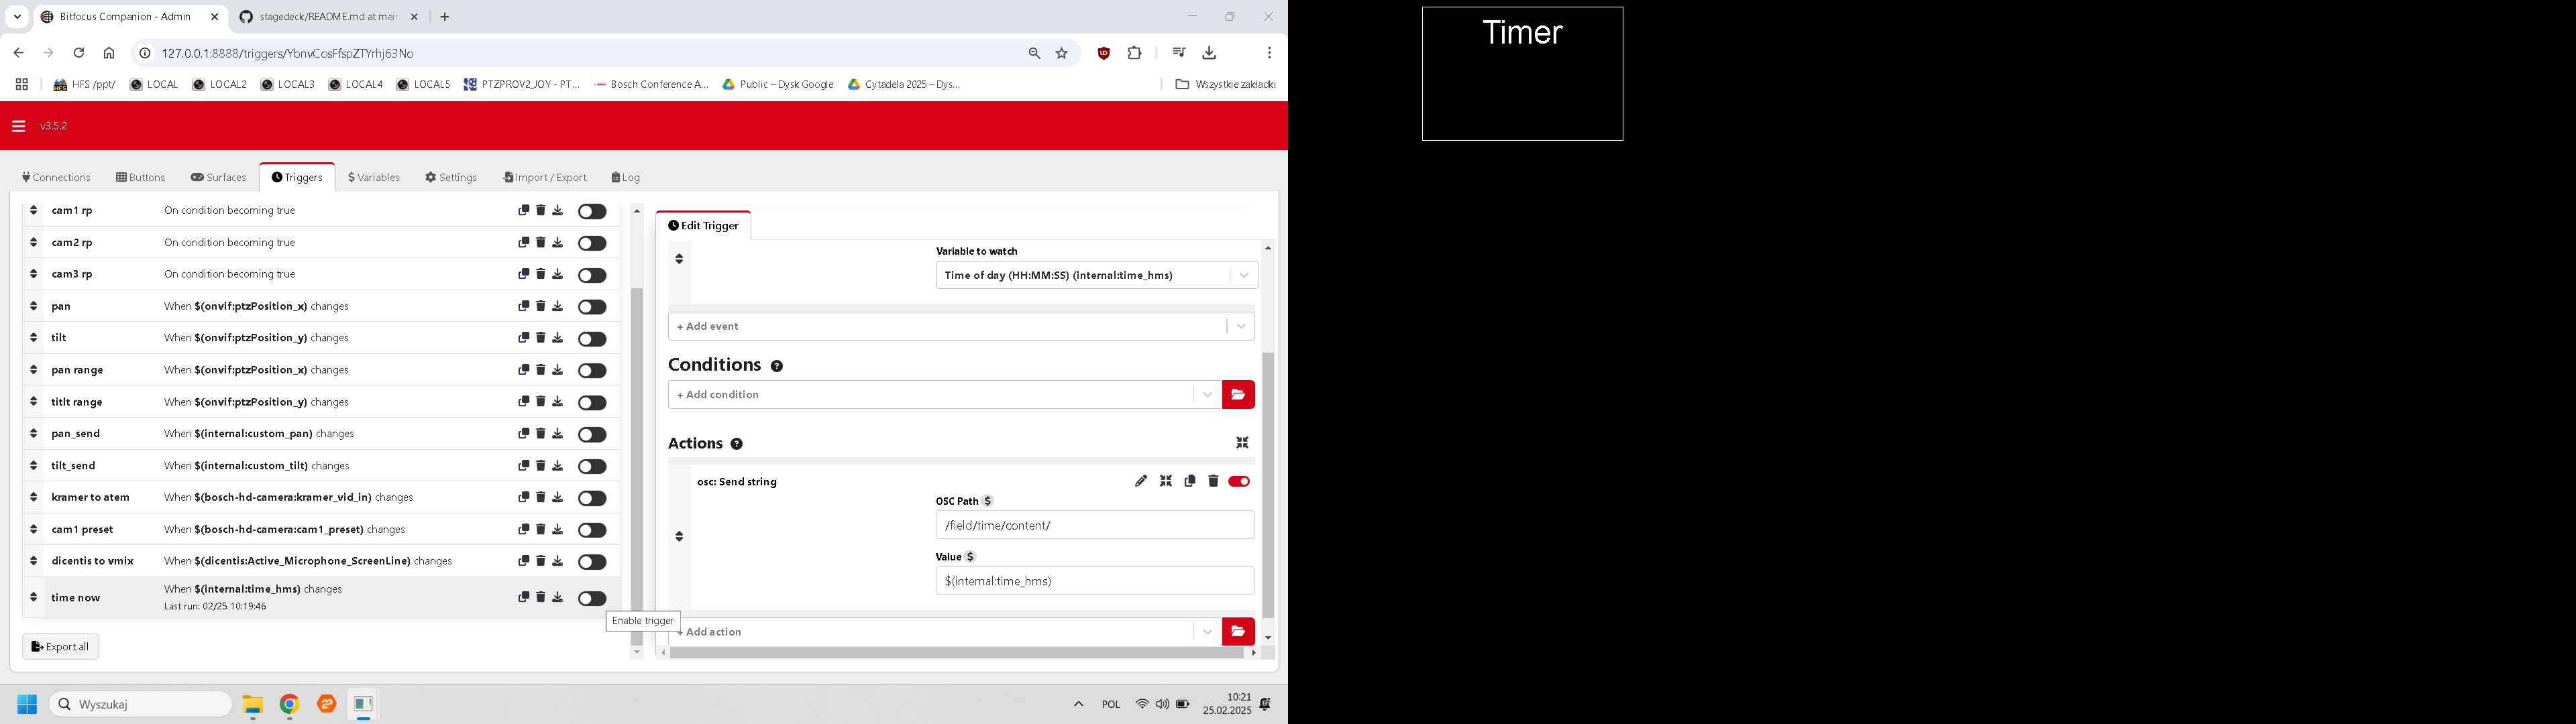 Bitfocus Companion - Admin
stagedeck/README.md at main
127.0.0.1:8888/triggers/YbnvCosFfspZTYrhj63No
HFS /ppt/
LOCAL
LOCAL2
LOCAL3
LOCAL4
LOCAL5
PTZPROV2_JOY - PT...
Bosch Conference A...
Public – Dysk Google
Cytadela 2025 – Dys...
Wszystkie zakładki
v3.5.2
Connections
Buttons
Surfaces
Triggers
Variables
Settings
Import / Export
Log
cam1 rp On condition becoming true
cam2 rp On condition becoming true
cam3 rp On condition becoming true
pan When $(onvif:ptzPosition_x) changes
tilt When $(onvif:ptzPosition_y) changes
pan range When $(onvif:ptzPosition_x) changes
titlt range When $(onvif:ptzPosition_y) changes
pan_send When $(internal:custom_pan) changes
tilt_send When $(internal:custom_tilt) changes
kramer to atem When $(bosch-hd-camera:kramer_vid_in) changes
cam1 preset When $(bosch-hd-camera:cam1_preset) changes
dicentis to vmix When $(dicentis:Active_Microphone_ScreenLine) changes
time now When $(internal:time_hms) changes
Last run: 02/25 10:19:46
Enable trigger
Export all
Edit Trigger
Variable to watch
Time of day (HH:MM:SS) (internal:time_hms)
+ Add event
Conditions
+ Add condition
Actions
osc: Send string
OSC Path $
/field/time/content/
Value $
$(internal:time_hms)
+ Add action
Wyszukaj
POL
10:21
25.02.2025
Timer